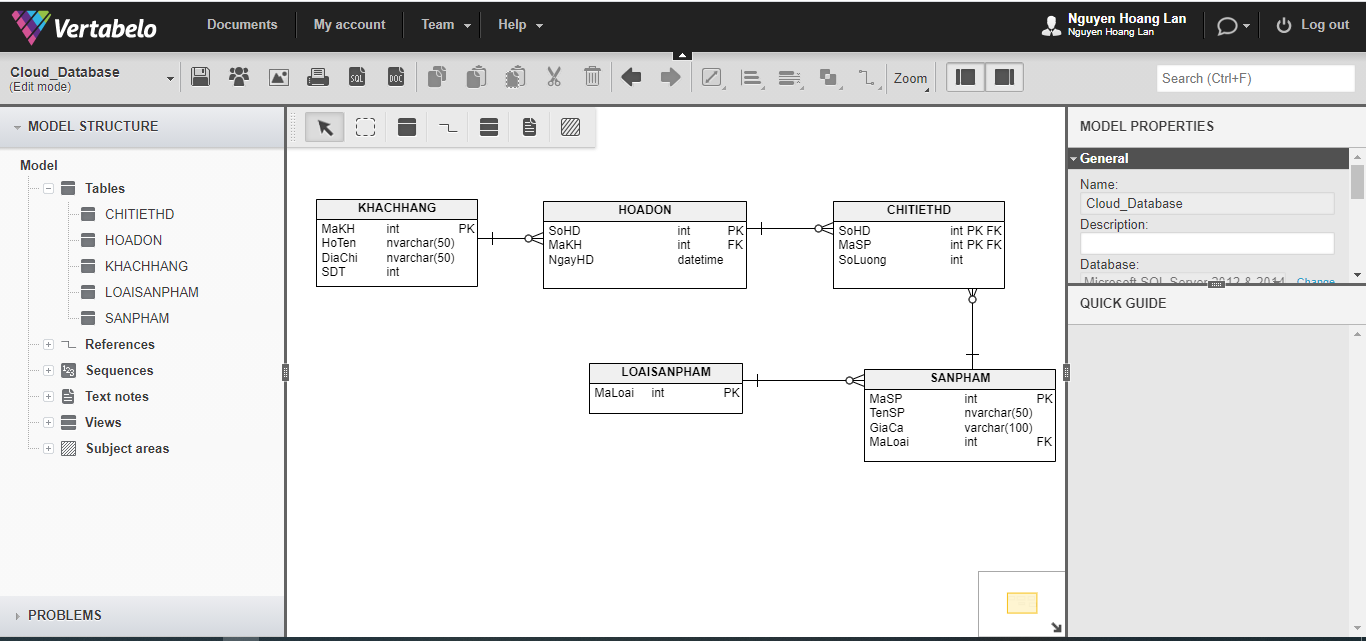 Vertabelo
Documents
My account
Team
Help
Nguyen Hoang Lan
Nguyen Hoang Lan
Log out
Cloud_Database
(Edit mode)
SQL
DOC
Zoom
Search (Ctrl+F)
MODEL STRUCTURE
Model
Tables
CHITIETHD
HOADON
KHACHHANG
LOAISANPHAM
SANPHAM
References
Sequences
Text notes
Views
Subject areas
PROBLEMS
KHACHHANG
MaKH int PK
HoTen nvarchar(50)
DiaChi nvarchar(50)
SDT int
HOADON
SoHD int PK
MaKH int FK
NgayHD datetime
CHITIETHD
SoHD int PK FK
MaSP int PK FK
SoLuong int
LOAISANPHAM
MaLoai int PK
SANPHAM
MaSP int PK
TenSP nvarchar(50)
GiaCa varchar(100)
MaLoai int FK
MODEL PROPERTIES
General
Name:
Cloud_Database
Description:
Database:
Microsoft SQL Server 2012 & 2014 Change
QUICK GUIDE